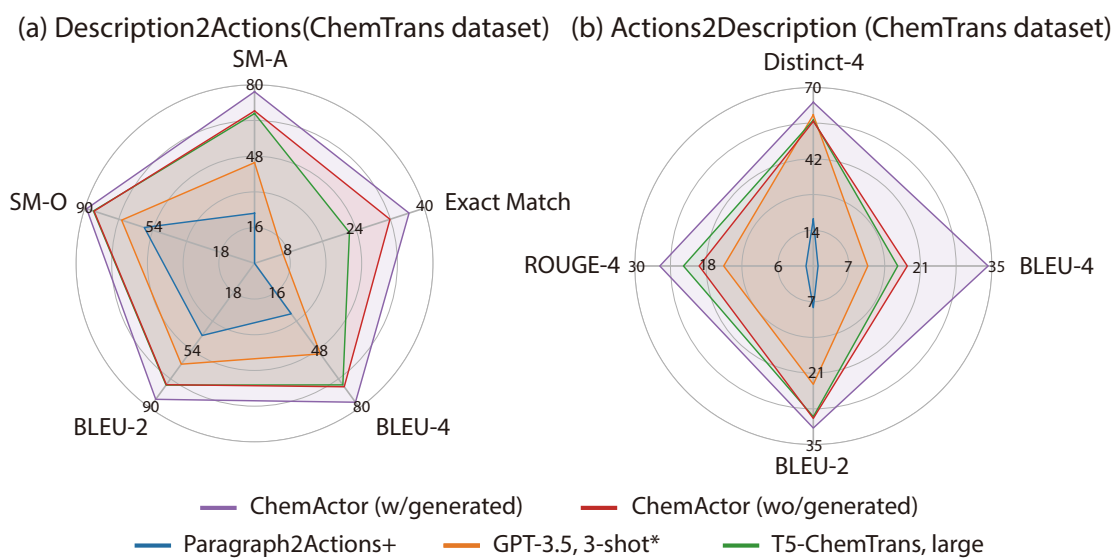 (a) Description2Actions(ChemTrans dataset)
(b) Actions2Description (ChemTrans dataset)
SM-A
80
48
16
SM-O
90
54
18
Exact Match
40
24
8
BLEU-2
90
54
18
BLEU-4
80
48
16
Distinct-4
70
42
14
ROUGE-4
30
18
6
BLEU-4
35
21
7
BLEU-2
35
21
7
ChemActor (w/generated)
ChemActor (wo/generated)
Paragraph2Actions+
GPT-3.5, 3-shot*
T5-ChemTrans, large